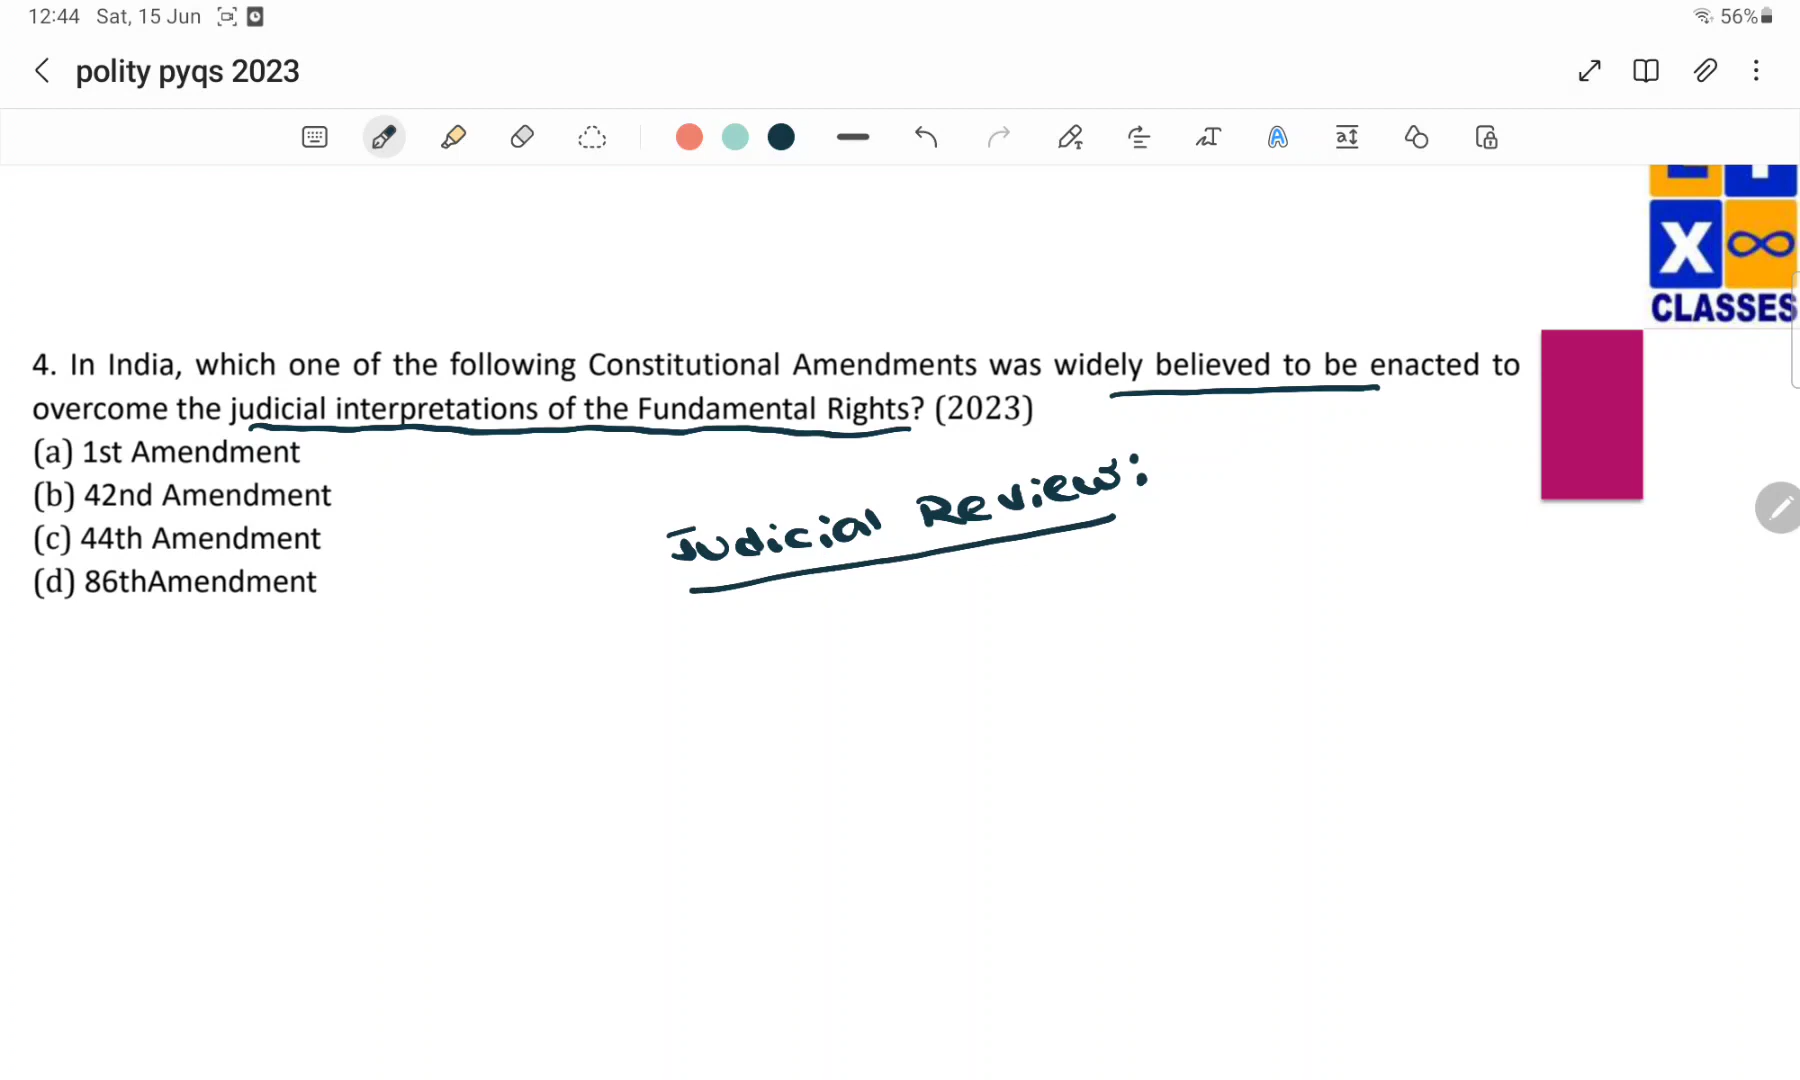 12:44 Sat, 15 Jun
56%
polity pyqs 2023
X∞
CLASSES
4. In India, which one of the following Constitutional Amendments was widely believed to be enacted to
overcome the judicial interpretations of the Fundamental Rights? (2023)
(a) 1st Amendment
(b) 42nd Amendment
(c) 44th Amendment
(d) 86thAmendment
Judicial Review: